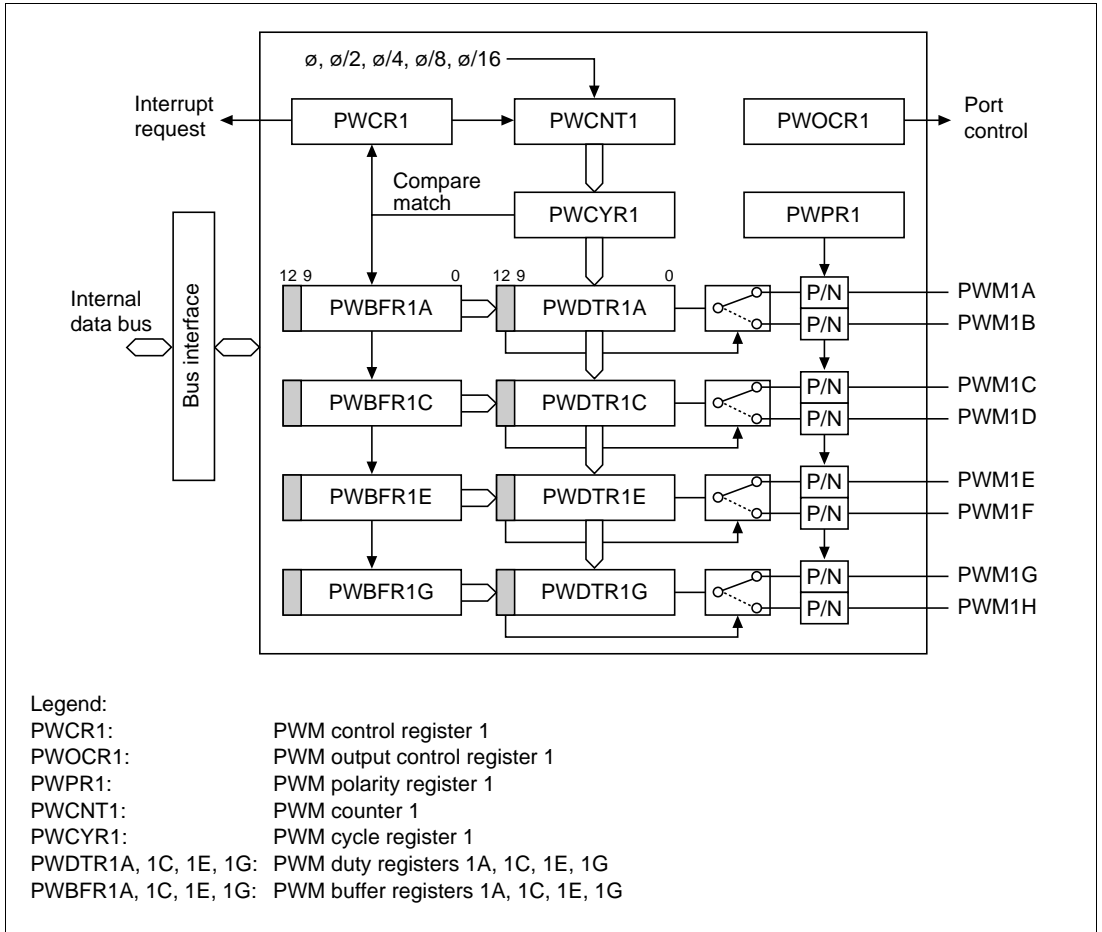 ø, ø/2, ø/4, ø/8, ø/16
Interrupt
request
PWCR1
PWCNT1
PWOCR1
Port
control
Compare
match
PWCYR1
PWPR1
12 9 0
12 9 0
Internal
data bus
Bus interface
PWBFR1A
PWDTR1A
P/N
PWM1A
P/N
PWM1B
PWBFR1C
PWDTR1C
P/N
PWM1C
P/N
PWM1D
PWBFR1E
PWDTR1E
P/N
PWM1E
P/N
PWM1F
PWBFR1G
PWDTR1G
P/N
PWM1G
P/N
PWM1H
Legend:
PWCR1: PWM control register 1
PWOCR1: PWM output control register 1
PWPR1: PWM polarity register 1
PWCNT1: PWM counter 1
PWCYR1: PWM cycle register 1
PWDTR1A, 1C, 1E, 1G: PWM duty registers 1A, 1C, 1E, 1G
PWBFR1A, 1C, 1E, 1G: PWM buffer registers 1A, 1C, 1E, 1G